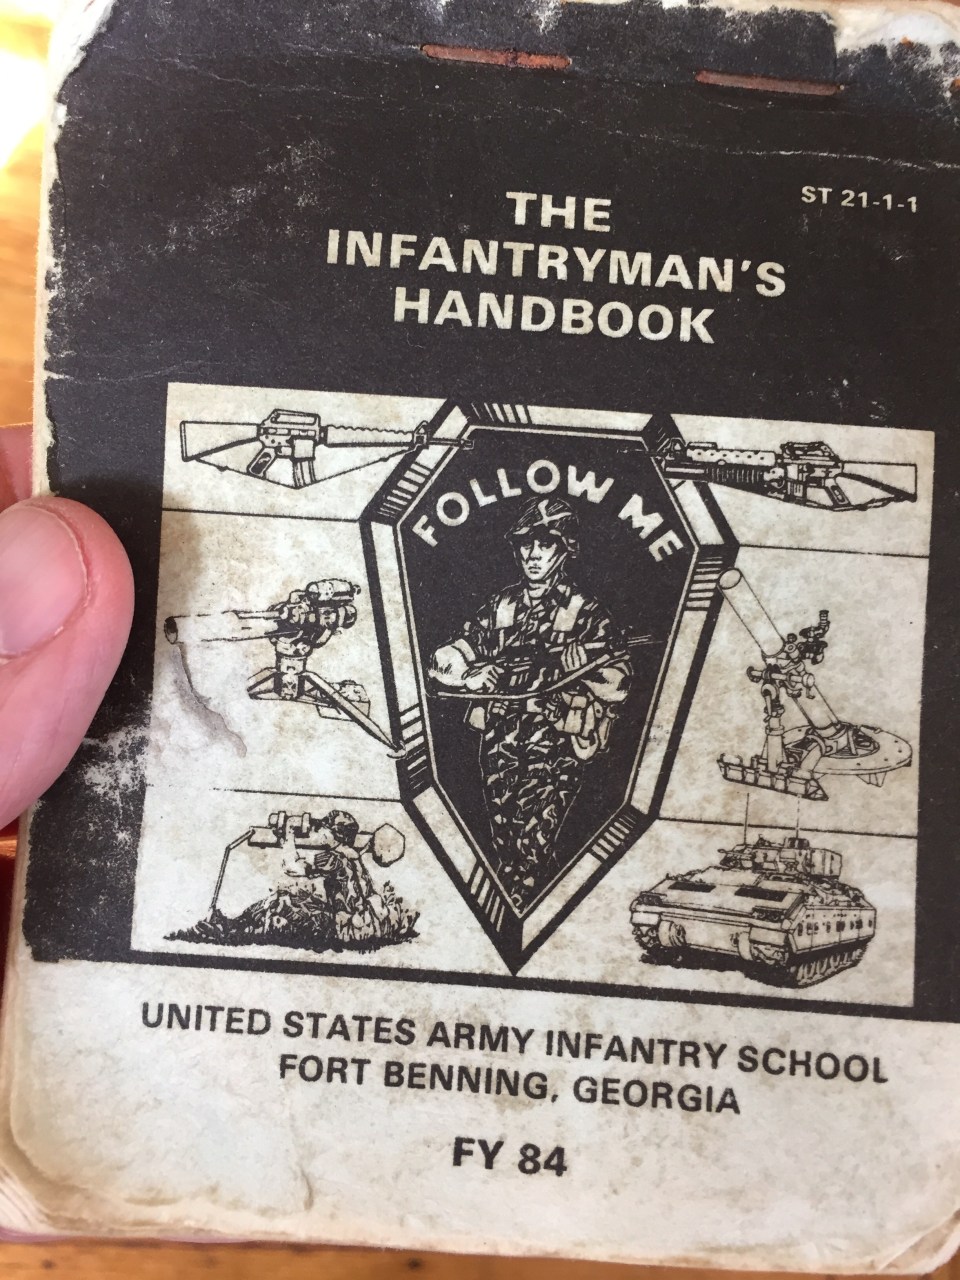 ST 21-1-1
THE
INFANTRYMAN'S
HANDBOOK
FOLLOW ME
UNITED STATES ARMY INFANTRY SCHOOL
FORT BENNING, GEORGIA
FY 84